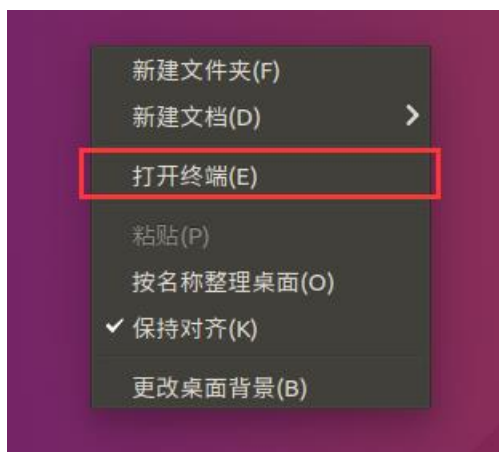 新建文件夹(F)
新建文档(D)
打开终端(E)
粘贴(P)
按名称整理桌面(O)
保持对齐(K)
更改桌面背景(B)